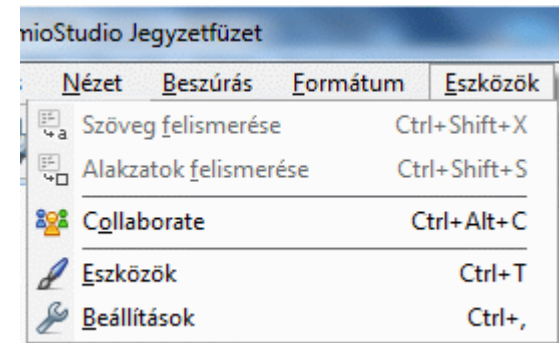 mioStudio Jegyzetfüzet
Nézet Beszúrás Formátum Eszközök
Szöveg felismerése Ctrl+Shift+X
Alakzatok felismerése Ctrl+Shift+S
Collaborate Ctrl+Alt+C
Eszközök Ctrl+T
Beállítások Ctrl+,